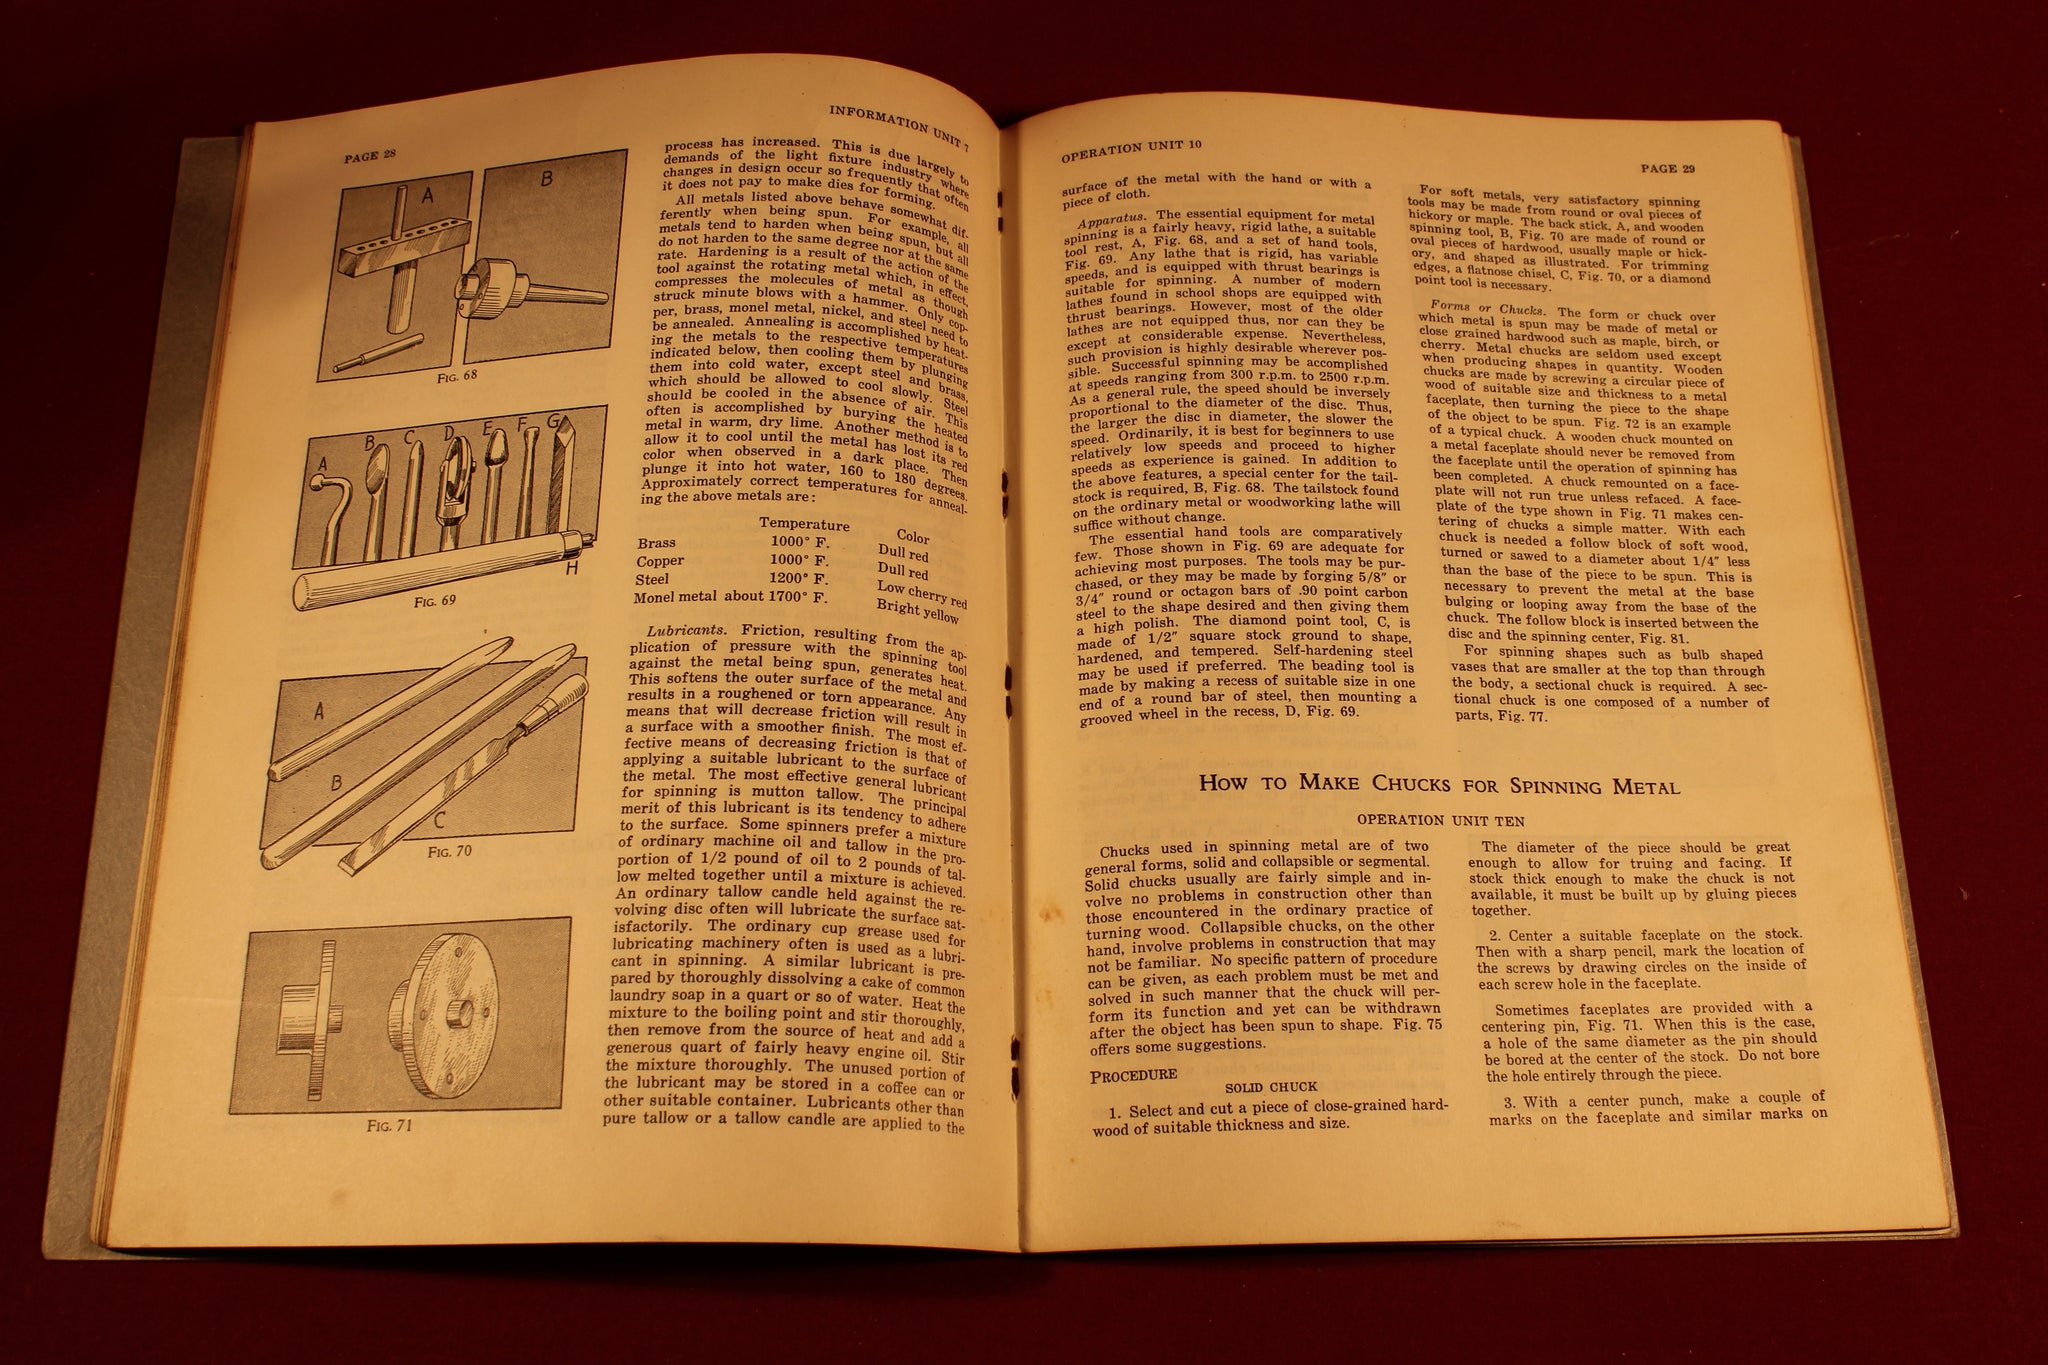 PAGE 28
INFORMATION UNIT 7
A
B
FIG. 68
A
B
C
D
E
F
G
H
FIG. 69
A
B
C
FIG. 70
FIG. 71
process has increased. This is due largely to
demands of the light fixture industry where
changes in design occur so frequently that often
it does not pay to make dies for forming.
All metals listed above behave somewhat dif-
ferently when being spun. For example, all
metals tend to harden when being spun, but all
do not harden to the same degree nor at the same
rate. Hardening is a result of the action of the
tool against the rotating metal which, in effect,
compresses the molecules of metal as though
struck minute blows with a hammer. Only cop-
per, brass, monel metal, nickel, and steel need to
be annealed. Annealing is accomplished by heat-
ing the metals to the respective temperatures
indicated below, then cooling them by plunging
them into cold water, except steel and brass,
which should be allowed to cool slowly. Steel
should be cooled in the absence of air. This
often is accomplished by burying the heated
metal in warm, dry lime. Another method is to
allow it to cool until the metal has lost its red
color when observed in a dark place. Then
plunge it into hot water, 160 to 180 degrees.
Approximately correct temperatures for anneal-
ing the above metals are:
Temperature Color
Brass 1000° F. Dull red
Copper 1000° F. Dull red
Steel 1200° F. Low cherry red
Monel metal about 1700° F. Bright yellow
Lubricants. Friction, resulting from the ap-
plication of pressure with the spinning tool
against the metal being spun, generates heat.
This softens the outer surface of the metal and
results in a roughened or torn appearance. Any
means that will decrease friction will result in
a surface with a smoother finish. The most ef-
fective means of decreasing friction is that of
applying a suitable lubricant to the surface of
the metal. The most effective general lubricant
for spinning is mutton tallow. The principal
merit of this lubricant is its tendency to adhere
to the surface. Some spinners prefer a mixture
of ordinary machine oil and tallow in the pro-
portion of 1/2 pound of oil to 2 pounds of tal-
low melted together until a mixture is achieved.
An ordinary tallow candle held against the re-
volving disc often will lubricate the surface sat-
isfactorily. The ordinary cup grease used for
lubricating machinery often is used as a lubri-
cant in spinning. A similar lubricant is pre-
pared by thoroughly dissolving a cake of common
laundry soap in a quart or so of water. Heat the
mixture to the boiling point and stir thoroughly,
then remove from the source of heat and add a
generous quart of fairly heavy engine oil. Stir
the mixture thoroughly. The unused portion of
the lubricant may be stored in a coffee can or
other suitable container. Lubricants other than
pure tallow or a tallow candle are applied to the
OPERATION UNIT 10
PAGE 29
surface of the metal with the hand or with a
piece of cloth.
Apparatus. The essential equipment for metal
spinning is a fairly heavy, rigid lathe, a suitable
tool rest, A, Fig. 68, and a set of hand tools,
Fig. 69. Any lathe that is rigid, has variable
speeds, and is equipped with thrust bearings is
suitable for spinning. A number of modern
lathes found in school shops are equipped with
thrust bearings. However, most of the older
lathes are not equipped thus, nor can they be
except at considerable expense. Nevertheless,
such provision is highly desirable wherever pos-
sible. Successful spinning may be accomplished
at speeds ranging from 300 r.p.m. to 2500 r.p.m.
As a general rule, the speed should be inversely
proportional to the diameter of the disc. Thus,
the larger the disc in diameter, the slower the
speed. Ordinarily, it is best for beginners to use
relatively low speeds and proceed to higher
speeds as experience is gained. In addition to
the above features, a special center for the tail-
stock is required, B, Fig. 68. The tailstock found
on the ordinary metal or woodworking lathe will
suffice without change.
The essential hand tools are comparatively
few. Those shown in Fig. 69 are adequate for
achieving most purposes. The tools may be pur-
chased, or they may be made by forging 5/8" or
3/4" round or octagon bars of .90 point carbon
steel to the shape desired and then giving them
a high polish. The diamond point tool, C, is
made of 1/2" square stock ground to shape,
hardened, and tempered. Self-hardening steel
may be used if preferred. The beading tool is
made by making a recess of suitable size in one
end of a round bar of steel, then mounting a
grooved wheel in the recess, D, Fig. 69.
For soft metals, very satisfactory spinning
tools may be made from round or oval pieces of
hickory or maple. The back stick, A, and wooden
spinning tool, B, Fig. 70 are made of round or
oval pieces of hardwood, usually maple or hick-
ory, and shaped as illustrated. For trimming
edges, a flatnose chisel, C, Fig. 70, or a diamond
point tool is necessary.
Forms or Chucks. The form or chuck over
which metal is spun may be made of metal or
close grained hardwood such as maple, birch, or
cherry. Metal chucks are seldom used except
when producing shapes in quantity. Wooden
chucks are made by screwing a circular piece of
wood of suitable size and thickness to a metal
faceplate, then turning the piece to the shape
of the object to be spun. Fig. 72 is an example
of a typical chuck. A wooden chuck mounted on
a metal faceplate should never be removed from
the faceplate until the operation of spinning has
been completed. A chuck remounted on a face-
plate will not run true unless refaced. A face-
plate of the type shown in Fig. 71 makes cen-
tering of chucks a simple matter. With each
chuck is needed a follow block of soft wood,
turned or sawed to a diameter about 1/4" less
than the base of the piece to be spun. This is
necessary to prevent the metal at the base
bulging or looping away from the base of the
chuck. The follow block is inserted between the
disc and the spinning center, Fig. 81.
For spinning shapes such as bulb shaped
vases that are smaller at the top than through
the body, a sectional chuck is required. A sec-
tional chuck is one composed of a number of
parts, Fig. 77.
HOW TO MAKE CHUCKS FOR SPINNING METAL
OPERATION UNIT TEN
Chucks used in spinning metal are of two
general forms, solid and collapsible or segmental.
Solid chucks usually are fairly simple and in-
volve no problems in construction other than
those encountered in the ordinary practice of
turning wood. Collapsible chucks, on the other
hand, involve problems in construction that may
not be familiar. No specific pattern of procedure
can be given, as each problem must be met and
solved in such manner that the chuck will per-
form its function and yet can be withdrawn
after the object has been spun to shape. Fig. 75
offers some suggestions.
PROCEDURE
SOLID CHUCK
1. Select and cut a piece of close-grained hard-
wood of suitable thickness and size.
The diameter of the piece should be great
enough to allow for truing and facing. If
stock thick enough to make the chuck is not
available, it must be built up by gluing pieces
together.
2. Center a suitable faceplate on the stock.
Then with a sharp pencil, mark the location of
the screws by drawing circles on the inside of
each screw hole in the faceplate.
Sometimes faceplates are provided with a
centering pin, Fig. 71. When this is the case,
a hole of the same diameter as the pin should
be bored at the center of the stock. Do not bore
the hole entirely through the piece.
3. With a center punch, make a couple of
marks on the faceplate and similar marks on